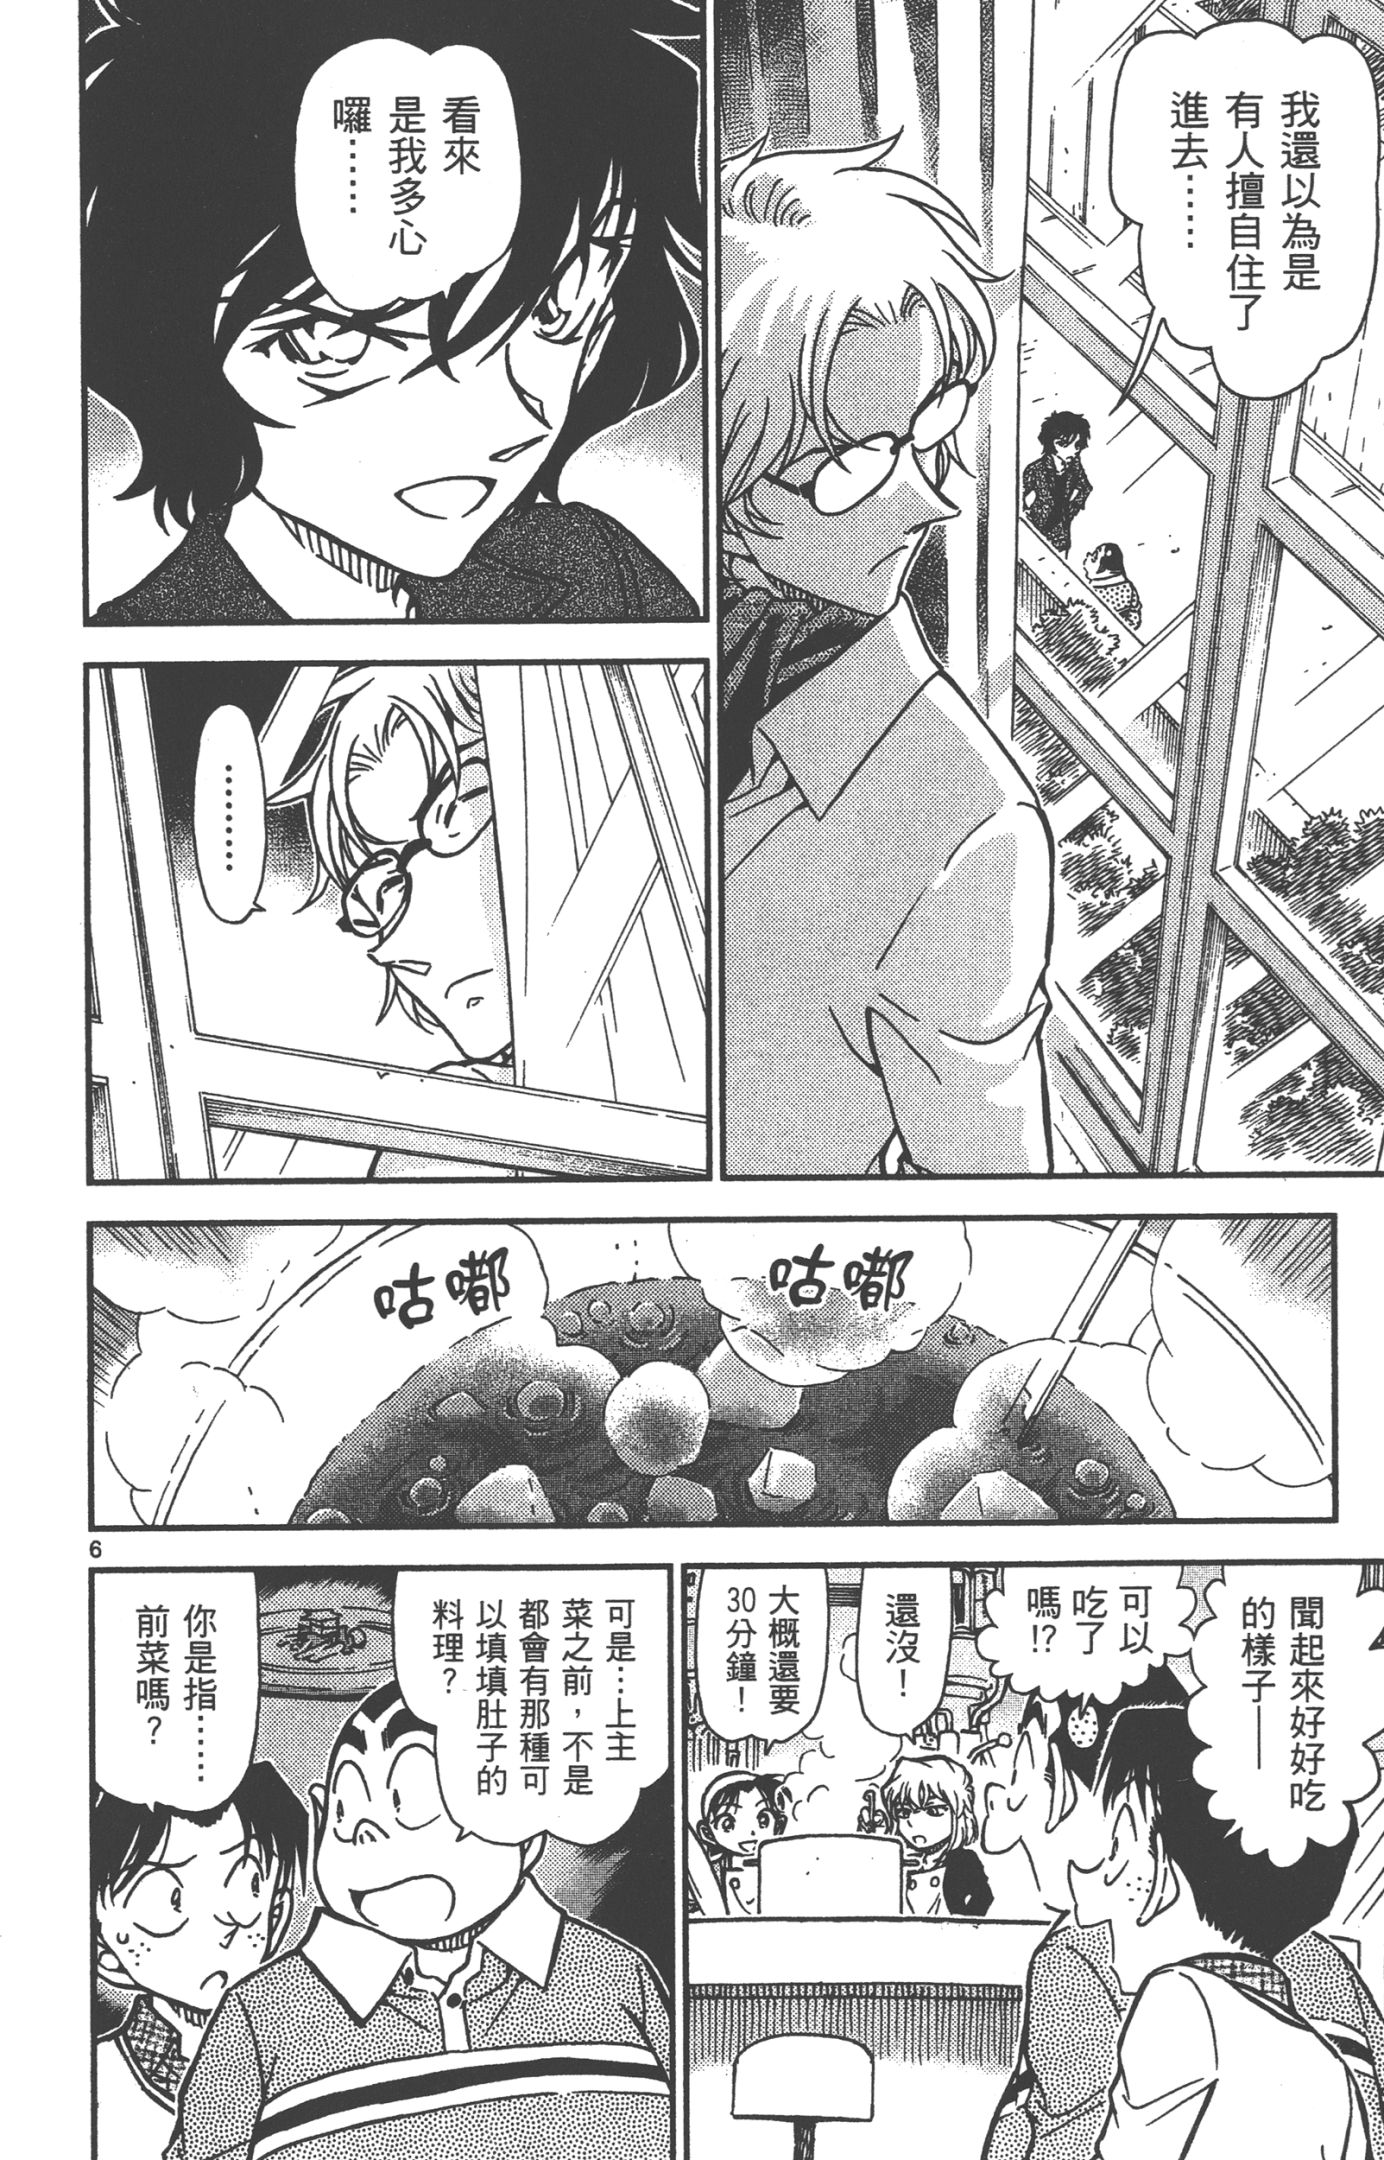 我還以為是
有人擅自住了
進去……
看來
是我多心
囉……
………
咕嘟
咕嘟
聞起來好好吃
的樣子──
可以
吃了
嗎!?
還沒！
大概還要
30分鐘！
可是…上主
菜之前，不是
都會有那種可
以填填肚子的
料理？
你是指……
前菜嗎？
6